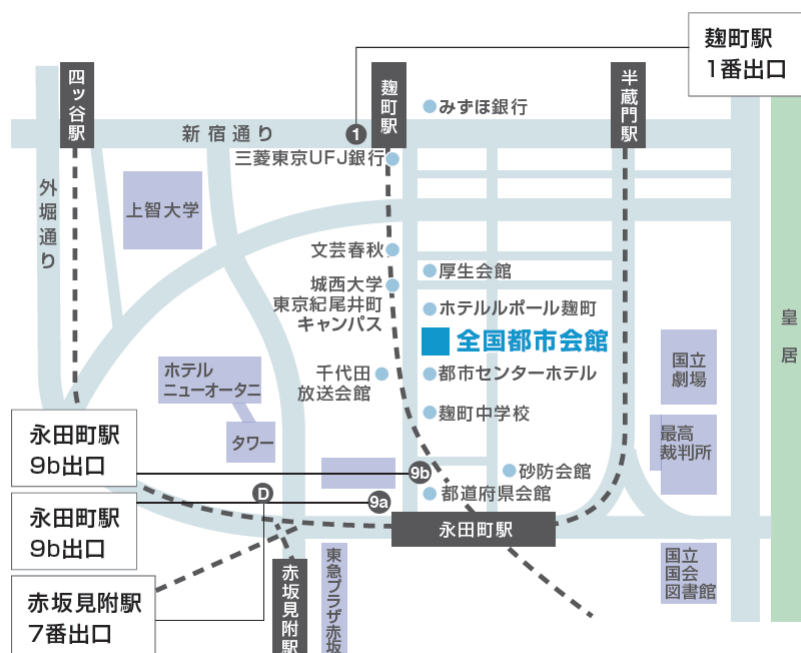 麹町駅
1番出口
四ッ谷駅
麹町駅
半蔵門駅
みずほ銀行
新宿通り
1
三菱東京UFJ銀行
外堀通り
上智大学
文芸春秋
厚生会館
城西大学
東京紀尾井町
キャンパス
ホテルルポール麹町
皇居
全国都市会館
国立
劇場
ホテル
ニューオータニ
千代田
放送会館
都市センターホテル
タワー
麹町中学校
最高
裁判所
永田町駅
9b出口
9b
砂防会館
D
9a
都道府県会館
永田町駅
9b出口
永田町駅
赤坂見附駅
東急プラザ赤坂
国立
国会
図書館
赤坂見附駅
7番出口